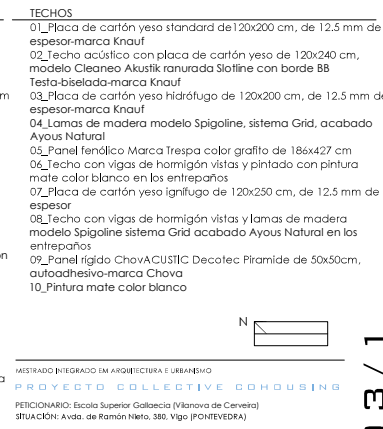 TECHOS
01_Placa de cartón yeso standard de120x200 cm, de 12.5 mm de
espesor-marca Knauf
02_Techo acústico con placa de cartón yeso de 120x240 cm,
modelo Cleaneo Akustik ranurada Slotline con borde BB
Testa-biselada-marca Knauf
03_Placa de cartón yeso hidrófugo de 120x200 cm, de 12.5 mm de
espesor-marca Knauf
04_Lamas de madera modelo Spigoline, sistema Grid, acabado
Ayous Natural
05_Panel fenólico Marca Trespa color grafito de 186x427 cm
06_Techo con vigas de hormigón vistas y pintado con pintura
mate color blanco en los entrepaños
07_Placa de cartón yeso ignífugo de 120x250 cm, de 12.5 mm de
espesor
08_Techo con vigas de hormigón vistas y lamas de madera
modelo Spigoline sistema Grid acabado Ayous Natural en los
entrepaños
09_Panel rígido ChovACUSTIC Decotec Piramide de 50x50cm,
autoadhesivo-marca Chova
10_Pintura mate color blanco
N
MESTRADO INTEGRADO EM ARQUITECTURA E URBANISMO
PROYECTO COLLECTIVE COHOUSING
PETICIONARIO: Escola Superior Gallaecia (Vilanova de Cerveira)
SITUACIÓN: Avda. de Ramón Nieto, 380, Vigo (PONTEVEDRA)
03/1